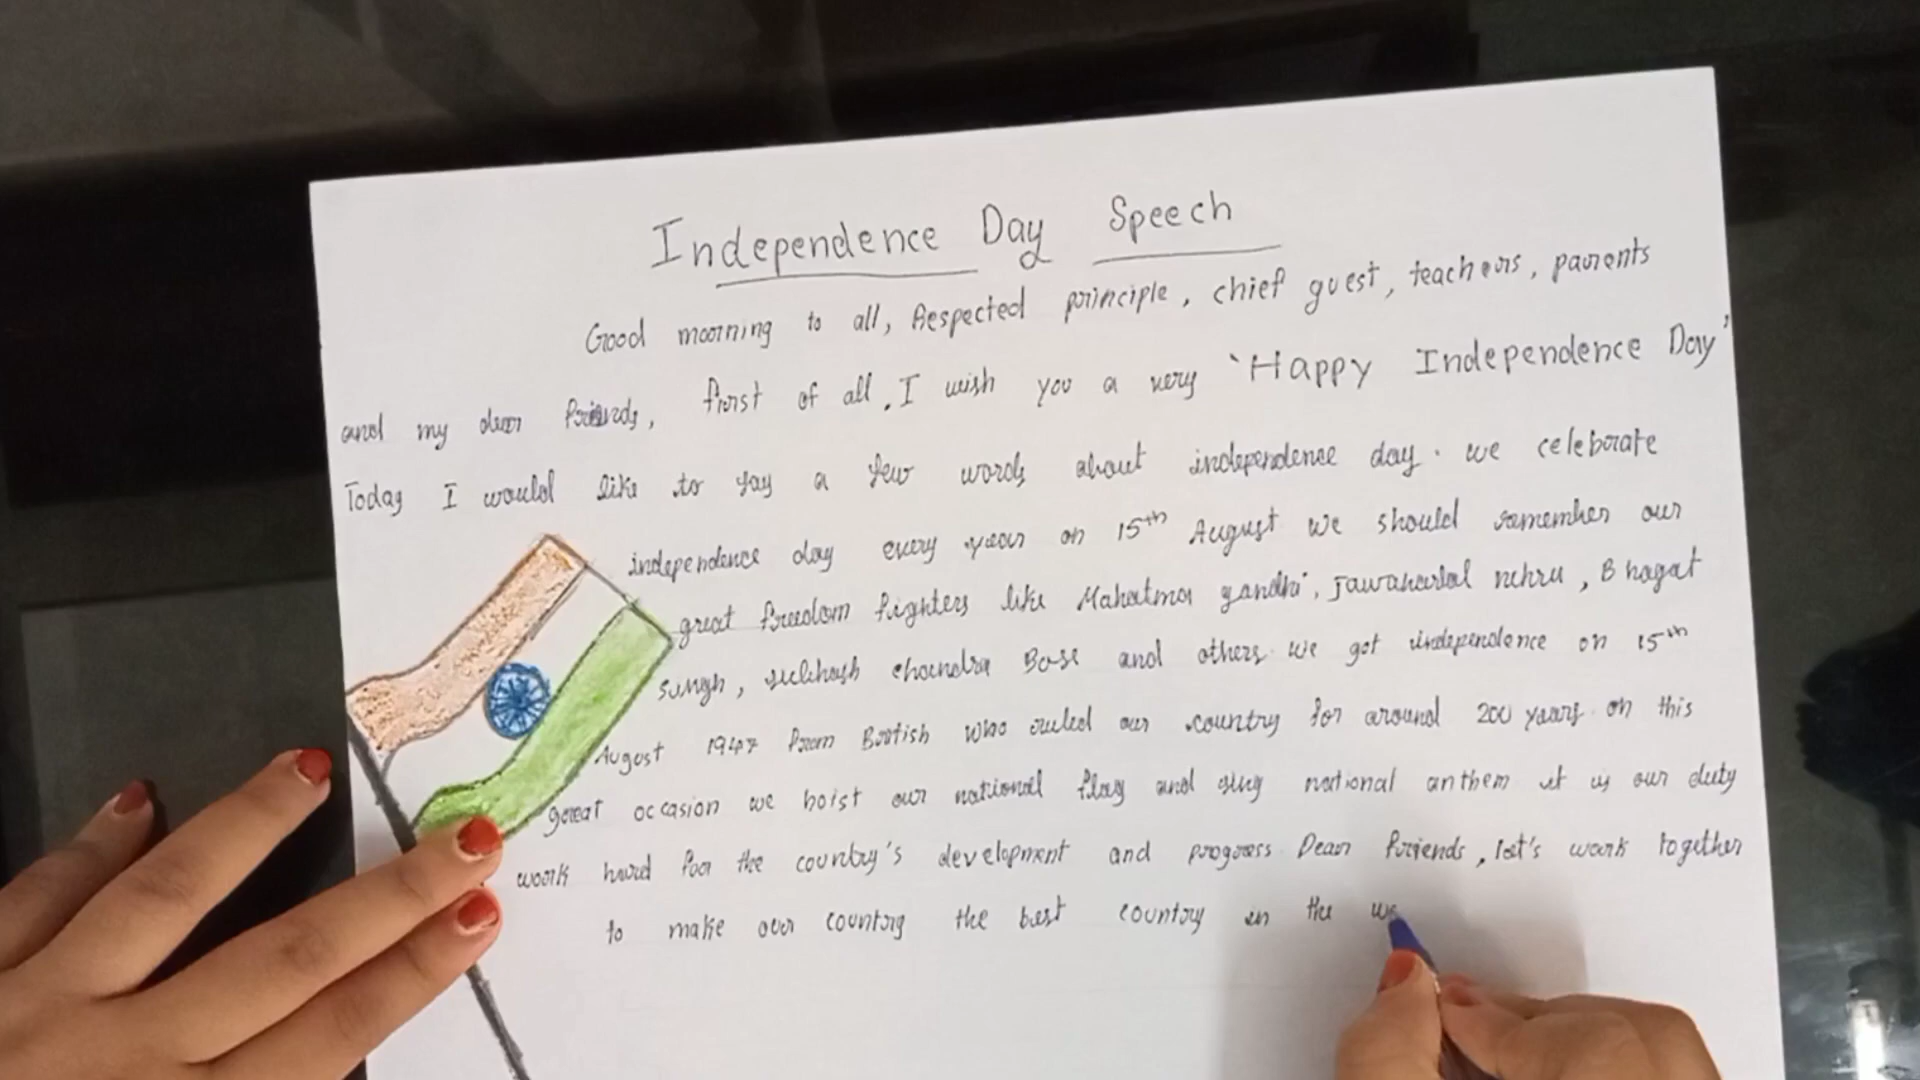 Independence Day Speech
Good moorning to all, Respected principle, chief guest, teachers, parents
and my dear friends, first of all, I wish you a very 'Happy Independence Day'
Today I would like to say a few words about independence day. we celebrate
independence day every year on 15th August we should remember our
great freedom fighters like Mahatma gandhi, jawaharlal nehru, Bhagat
singh, subhash chandra Bose and others. we got independence on 15th
August 1947 from British who ruled our country for around 200 years. on this
great occasion we hoist our national flag and sing national anthem it is our duty
work hard for the country's development and progress. Dear friends, let's work together
to make our country the best country in the wo